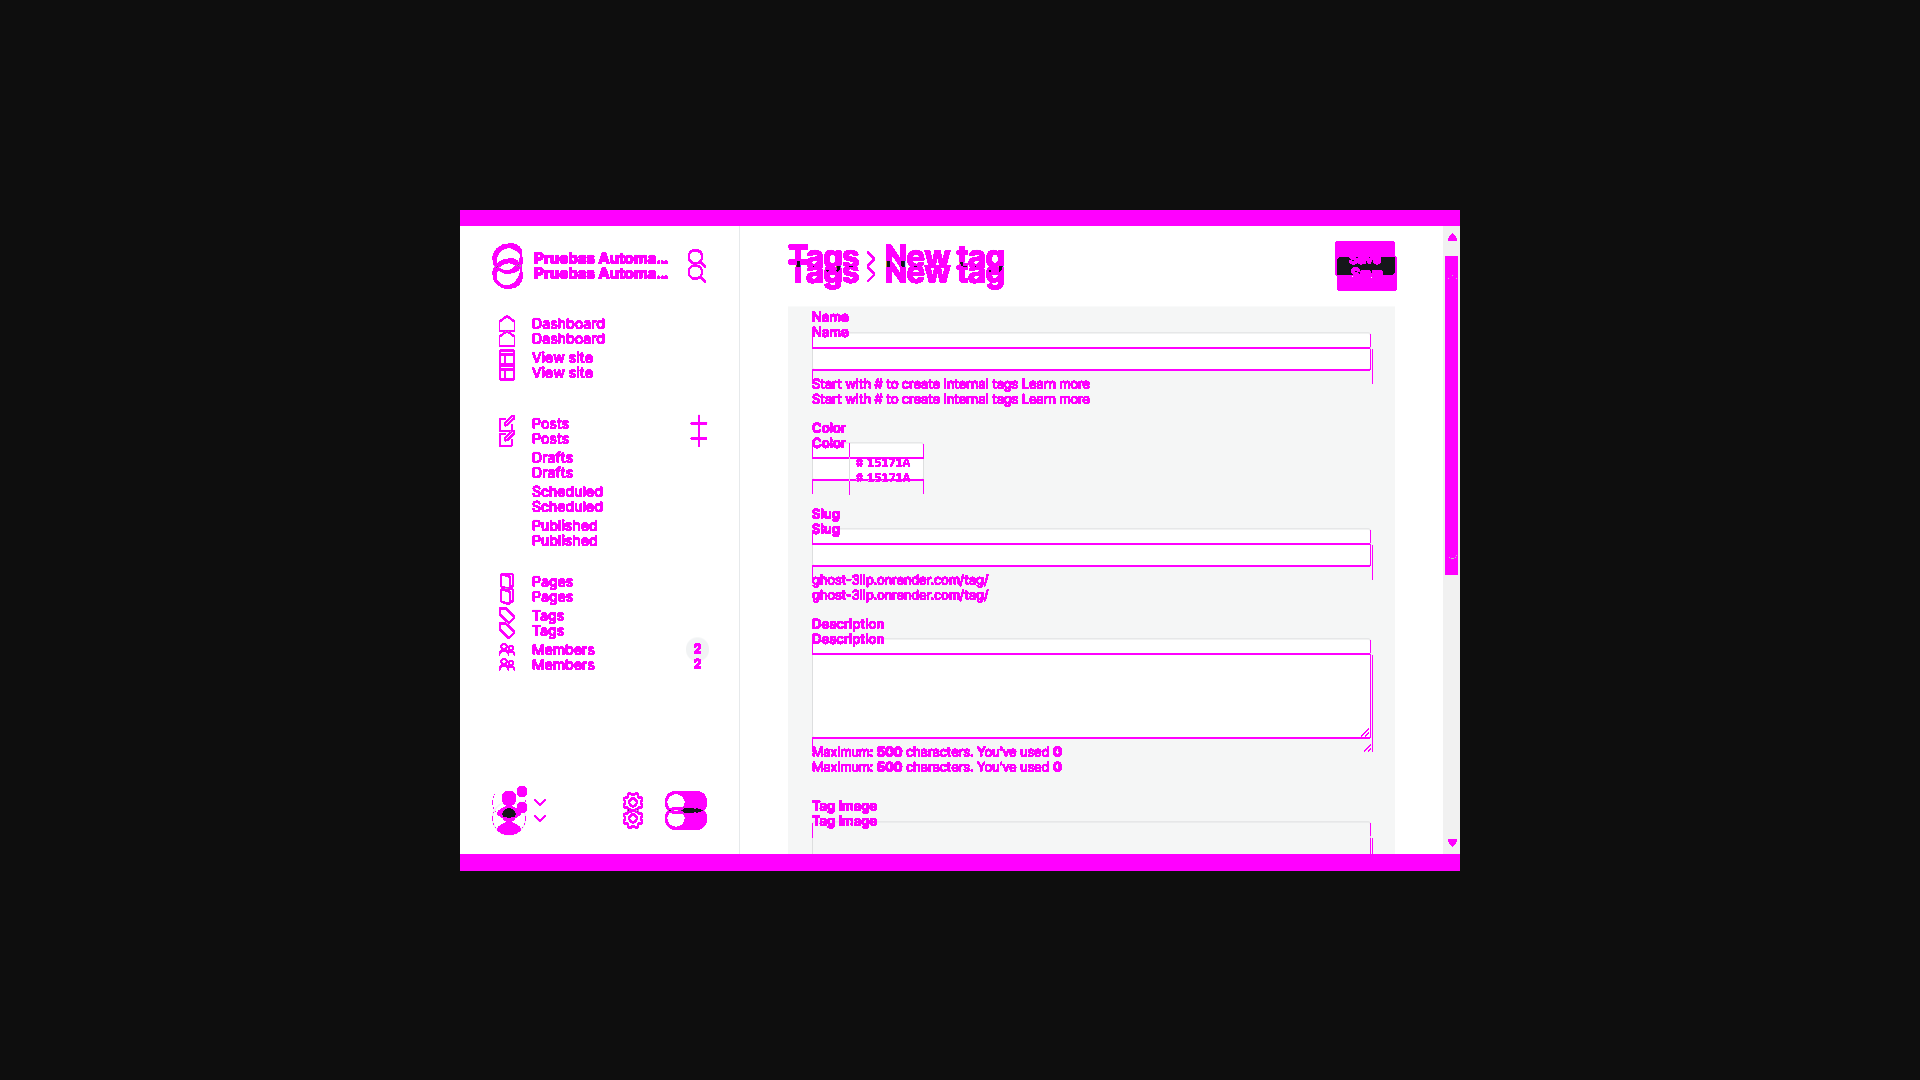 Pruebas Automa...
Pruebas Automa...
Dashboard
Dashboard
View site
View site
Posts
Posts
Drafts
Drafts
Scheduled
Scheduled
Published
Published
Pages
Pages
Tags
Tags
Members 2
Members 2
Tags > New tag
Tags > New tag
Name
Name
Start with # to create internal tags Learn more
Start with # to create internal tags Learn more
Color
Color
# 15171A
# 15171A
Slug
Slug
ghost-3llp.onrender.com/tag/
ghost-3llp.onrender.com/tag/
Description
Description
Maximum: 500 characters. You've used 0
Maximum: 500 characters. You've used 0
Tag image
Tag image